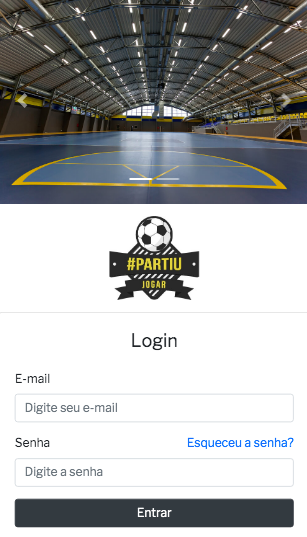 #PARTIU
JOGAR
Login
E-mail
Digite seu e-mail
Senha Esqueceu a senha?
Digite a senha
Entrar